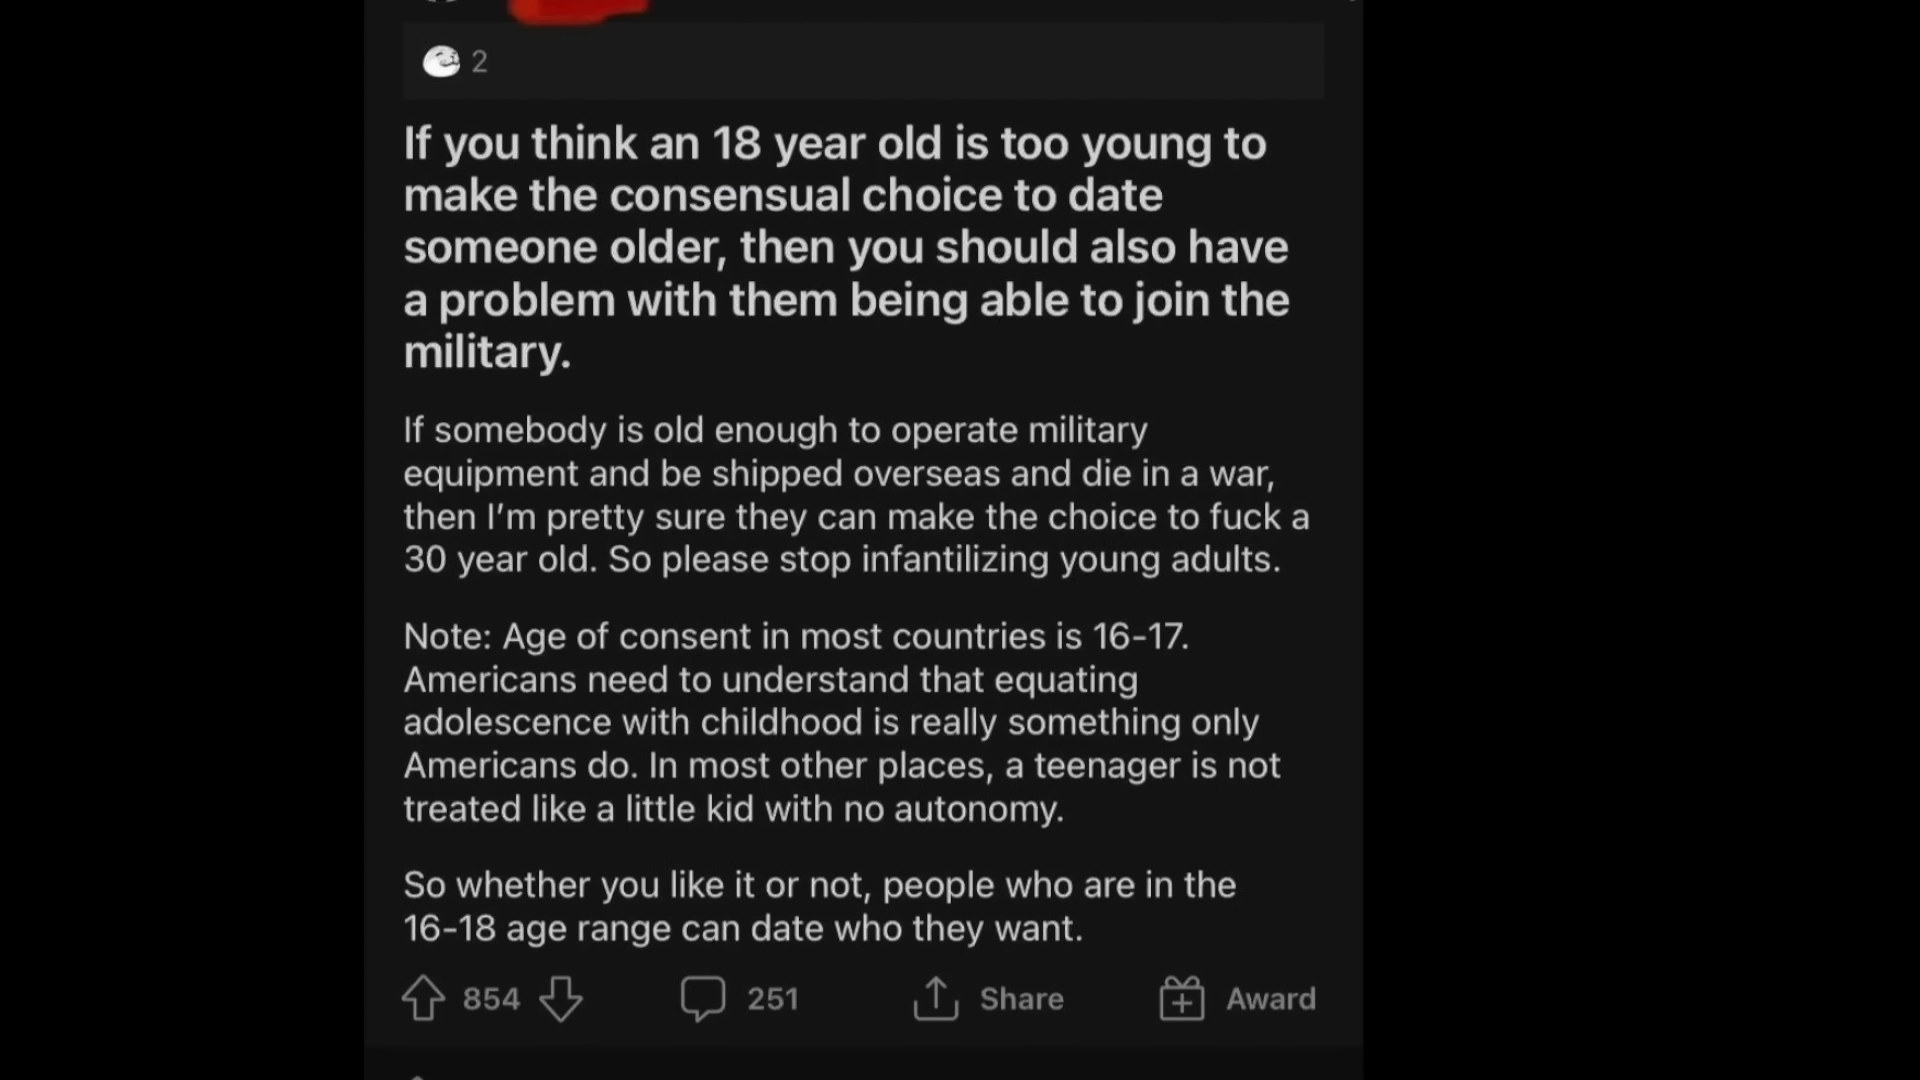 2
If you think an 18 year old is too young to
make the consensual choice to date
someone older, then you should also have
a problem with them being able to join the
military.
If somebody is old enough to operate military
equipment and be shipped overseas and die in a war,
then I'm pretty sure they can make the choice to fuck a
30 year old. So please stop infantilizing young adults.
Note: Age of consent in most countries is 16-17.
Americans need to understand that equating
adolescence with childhood is really something only
Americans do. In most other places, a teenager is not
treated like a little kid with no autonomy.
So whether you like it or not, people who are in the
16-18 age range can date who they want.
854 251 Share Award